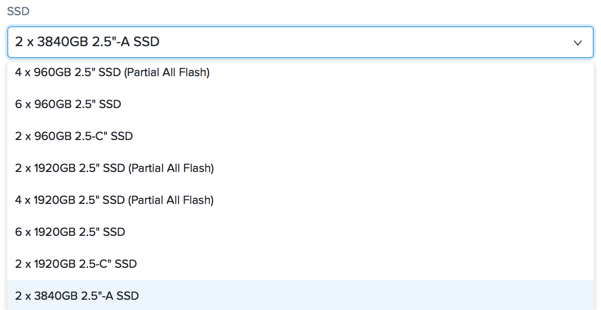 SSD
2 x 3840GB 2.5"-A SSD
4 x 960GB 2.5" SSD (Partial All Flash)
6 x 960GB 2.5" SSD
2 x 960GB 2.5-C" SSD
2 x 1920GB 2.5" SSD (Partial All Flash)
4 x 1920GB 2.5" SSD (Partial All Flash)
6 x 1920GB 2.5" SSD
2 x 1920GB 2.5-C" SSD
2 x 3840GB 2.5"-A SSD